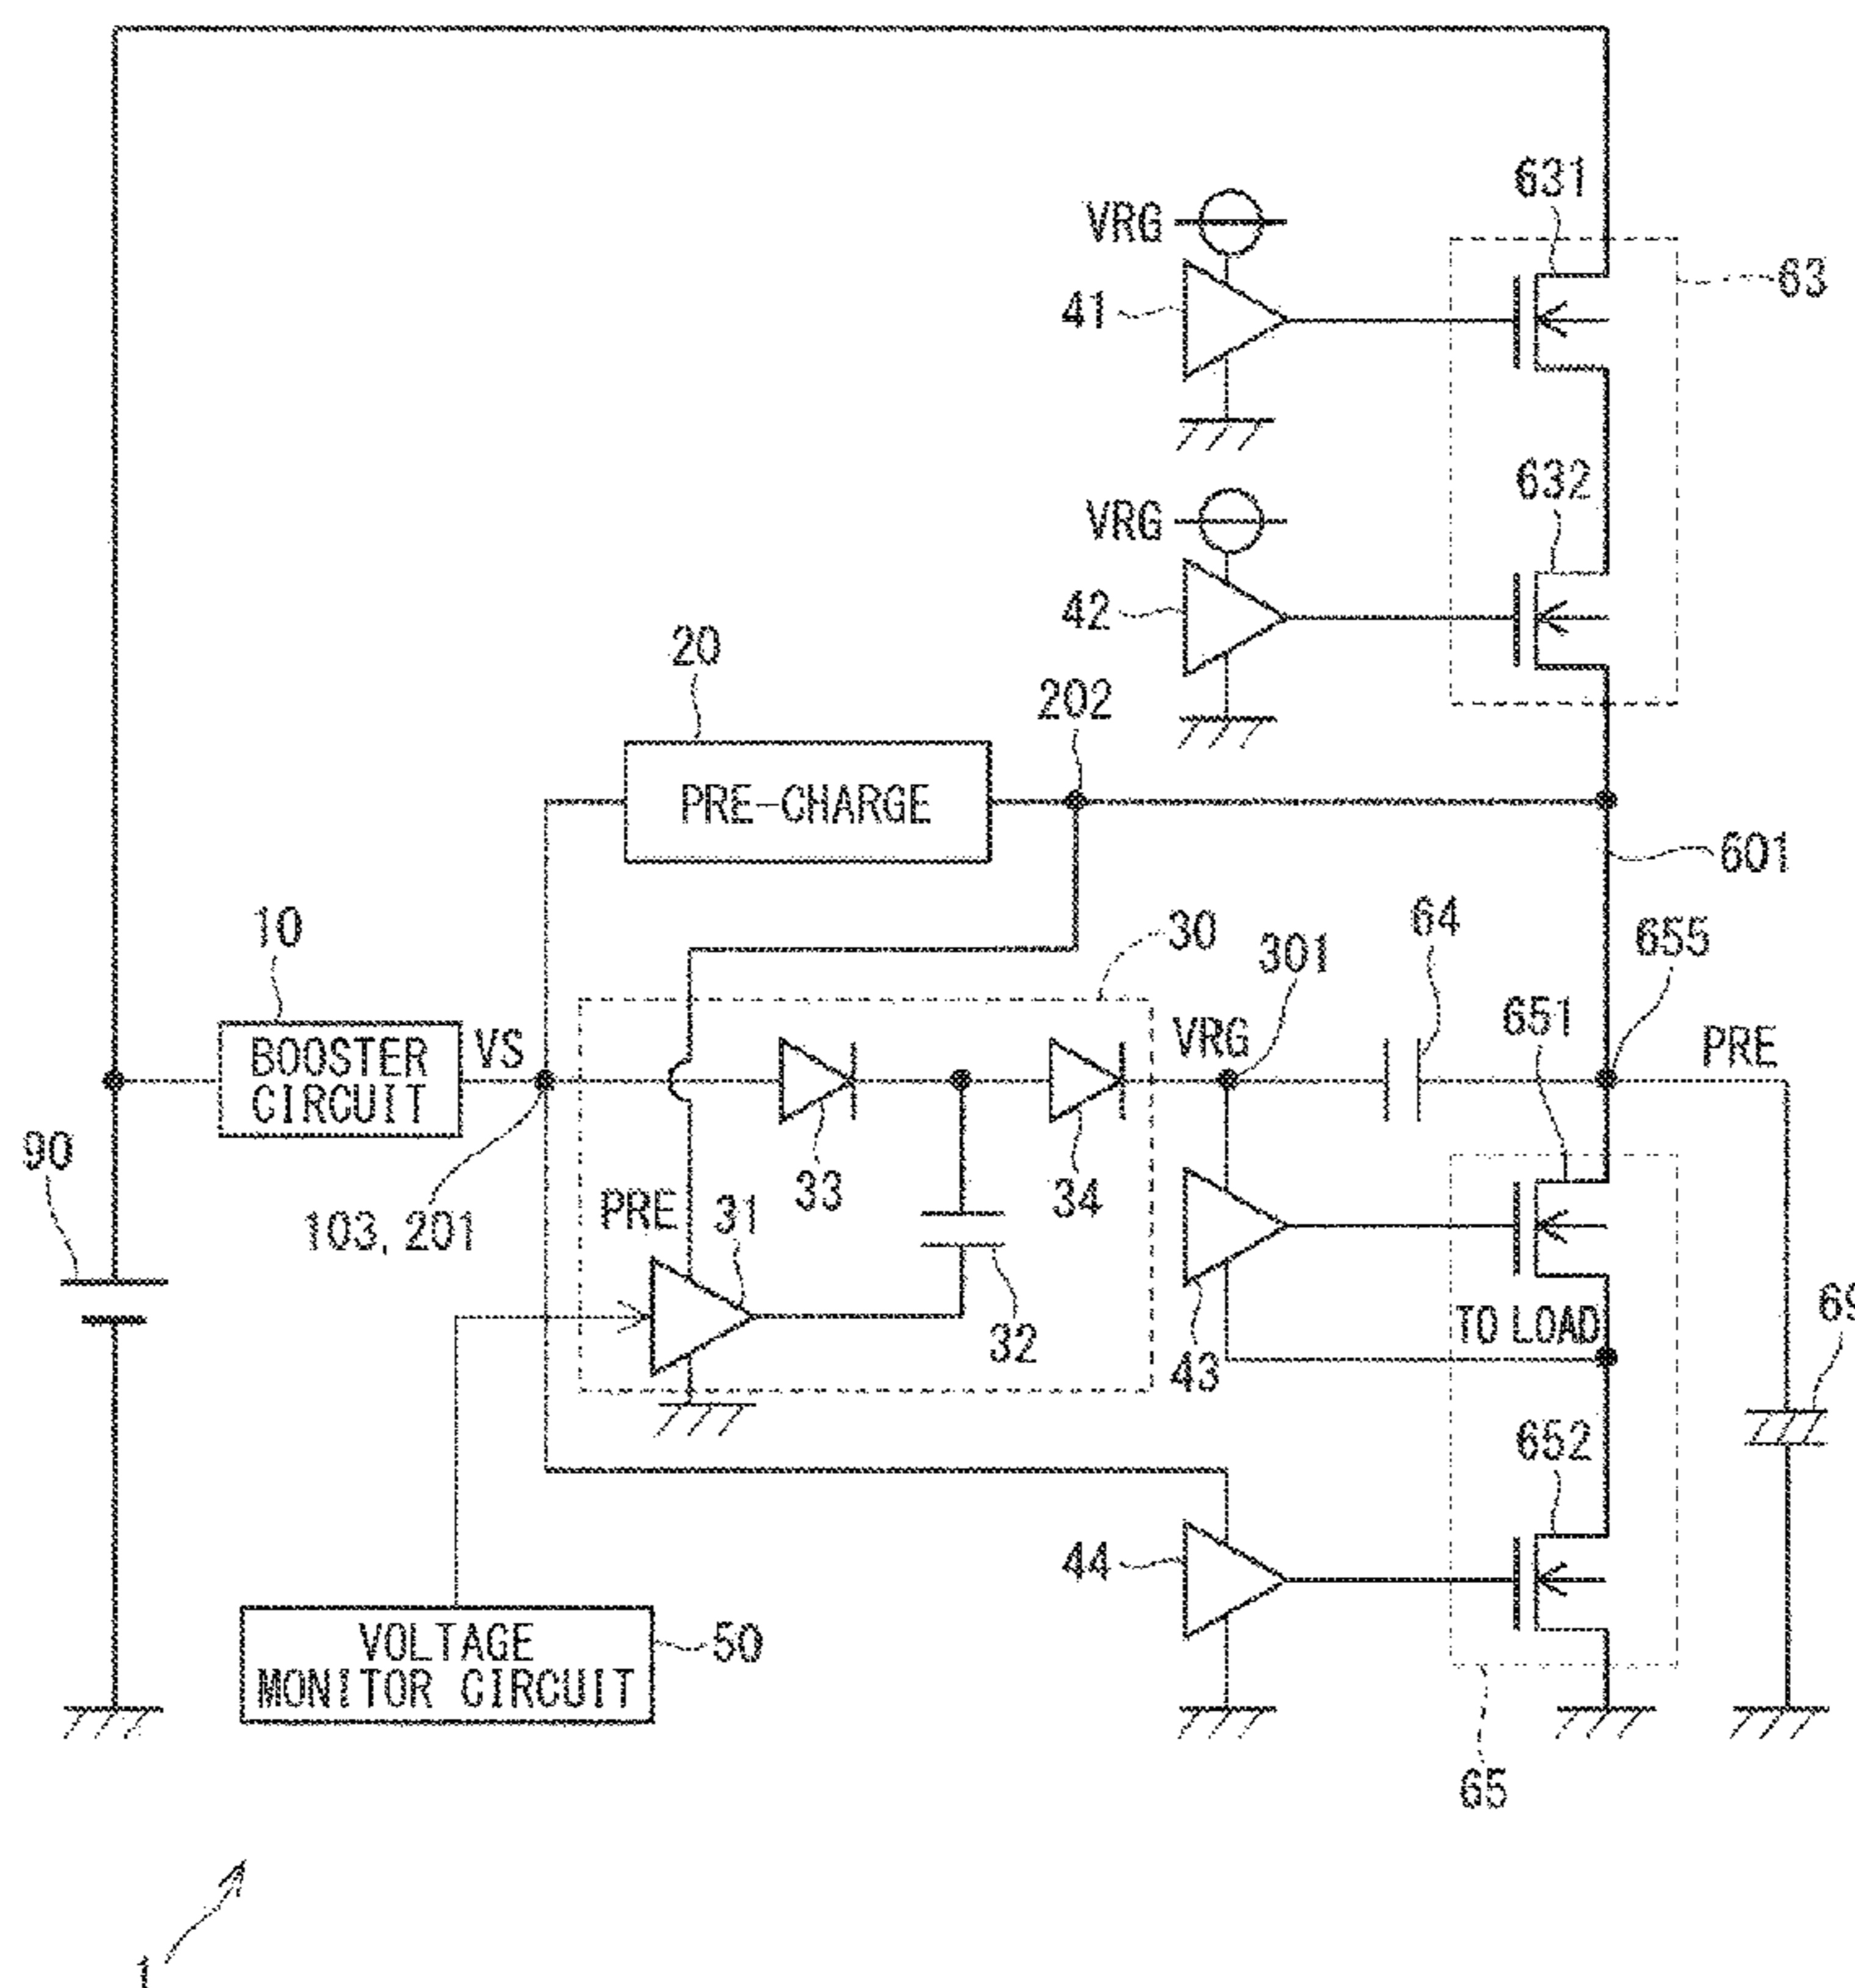 631
VRG
63
41
632
VRG
42
20
202
PRE-CHARGE
601
10
30
301
64
655
BOOSTER
CIRCUIT
VS
VRG
651
PRE
90
103, 201
PRE
31
33
34
32
43
TO LOAD
652
44
VOLTAGE
MONITOR CIRCUIT
50
65
1